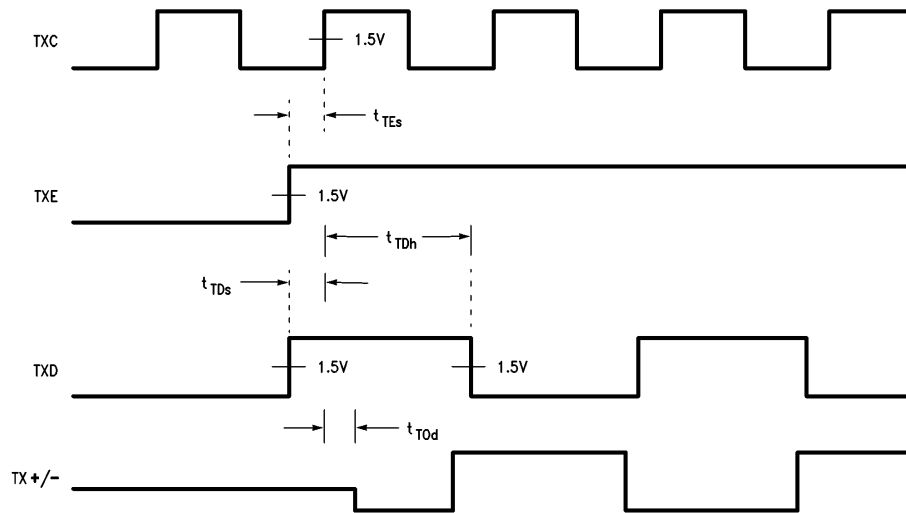 TXC
1.5V
tTEs
TXE
1.5V
tTDh
tTDs
TXD
1.5V
1.5V
tTOd
TX+/-